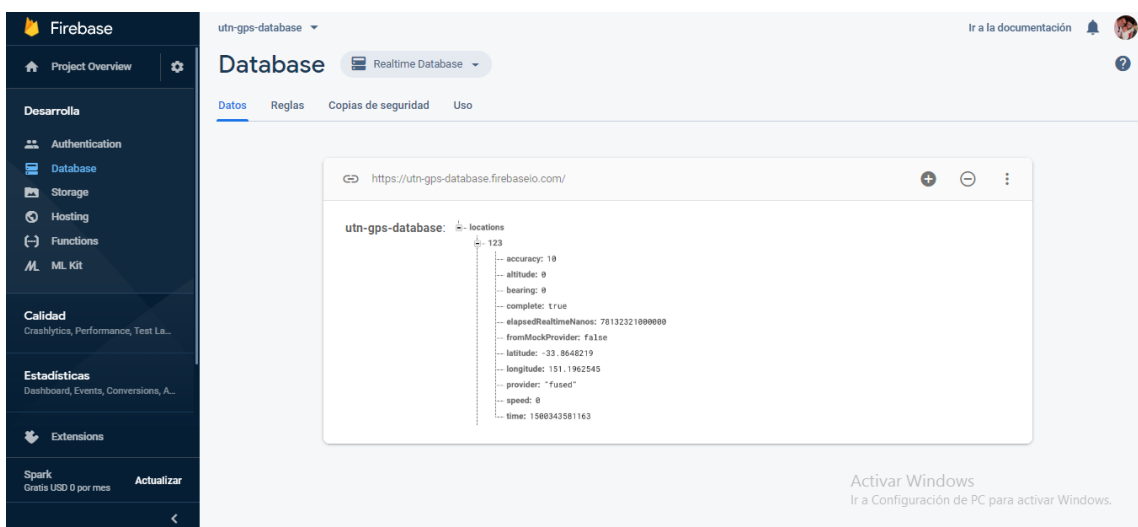 Firebase
utn-gps-database
Ir a la documentación
Project Overview
Database
Realtime Database
Datos Reglas Copias de seguridad Uso
Desarrolla
Authentication
Database
Storage
Hosting
Functions
ML Kit
Calidad
Crashlytics, Performance, Test La...
Estadísticas
Dashboard, Events, Conversions, A...
Extensions
Spark
Gratis USD 0 por mes
Actualizar
https://utn-gps-database.firebaseio.com/
utn-gps-database: locations
123
accuracy: 10
altitude: 0
bearing: 0
complete: true
elapsedRealtimeNanos: 78132321000000
fromMockProvider: false
latitude: -33.8648219
longitude: 151.1962545
provider: "fused"
speed: 0
time: 1500343581163
Activar Windows
Ir a Configuración de PC para activar Windows.